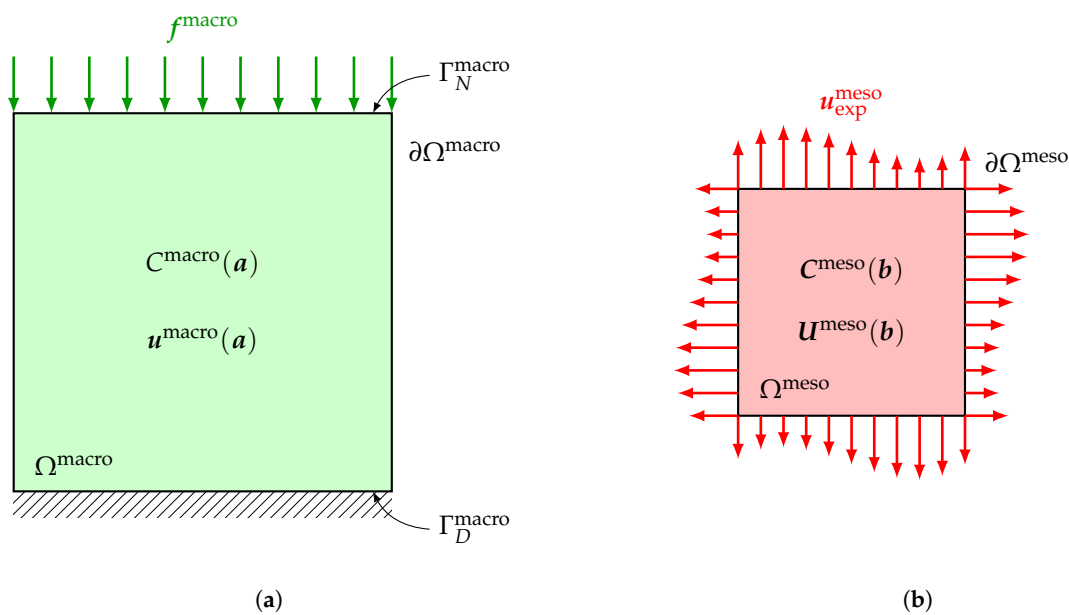 f^macro
Γ_N^macro
∂Ω^macro
C^macro(a)
u^macro(a)
Ω^macro
Γ_D^macro
(a)
u_exp^meso
∂Ω^meso
C^meso(b)
U^meso(b)
Ω^meso
(b)